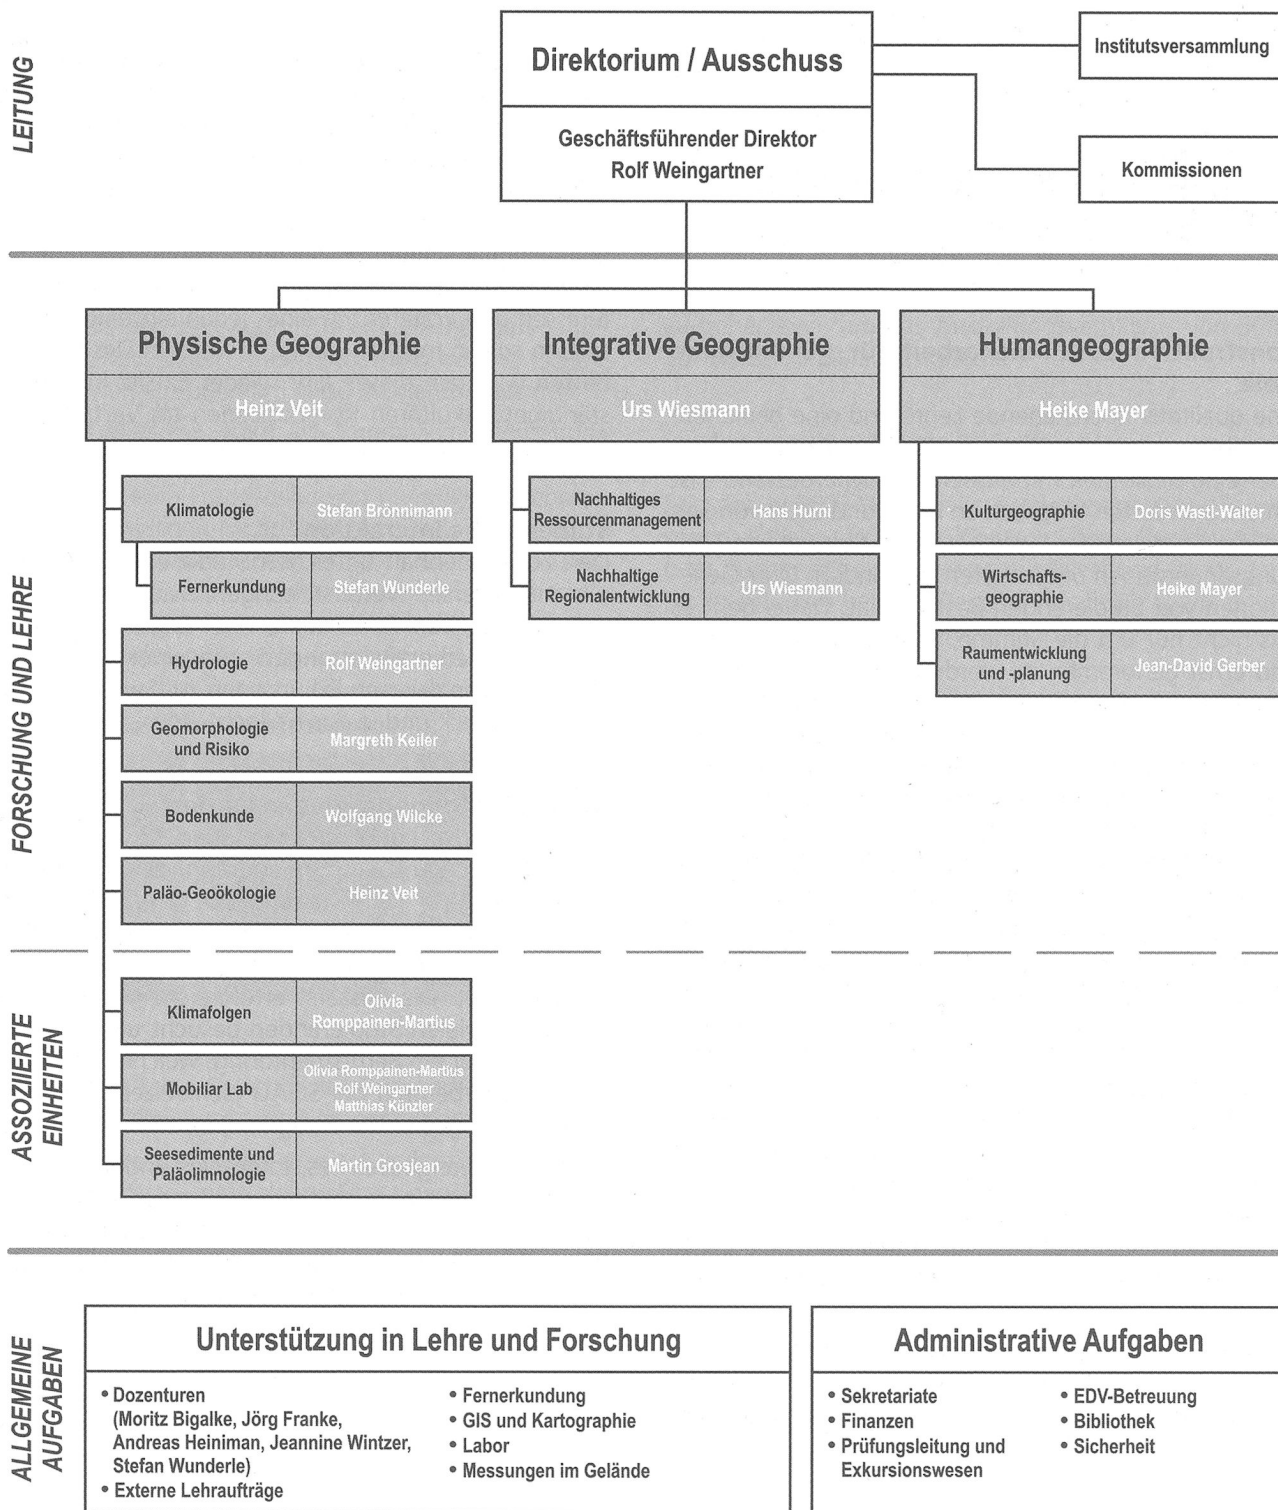 LEITUNG
Direktorium / Ausschuss
Geschäftsführender Direktor
Rolf Weingartner
Institutsversammlung
Kommissionen
FORSCHUNG UND LEHRE
Physische Geographie
Heinz Veit
Klimatologie
Stefan Brönnimann
Fernerkundung
Stefan Wunderle
Hydrologie
Rolf Weingartner
Geomorphologie
und Risiko
Margreth Keiler
Bodenkunde
Wolfgang Wilcke
Paläo-Geoökologie
Heinz Veit
Integrative Geographie
Urs Wiesmann
Nachhaltiges
Ressourcenmanagement
Hans Hurni
Nachhaltige
Regionalentwicklung
Urs Wiesmann
Humangeographie
Heike Mayer
Kulturgeographie
Doris Wastl-Walter
Wirtschafts-
geographie
Heike Mayer
Raumentwicklung
und -planung
Jean-David Gerber
ASSOZIIERTE
EINHEITEN
Klimafolgen
Olivia
Romppainen-Martius
Mobiliar Lab
Olivia Romppainen-Martius
Rolf Weingartner
Matthias Künzler
Seesedimente und
Paläolimnologie
Martin Grosjean
ALLGEMEINE
AUFGABEN
Unterstützung in Lehre und Forschung
• Dozenturen
(Moritz Bigalke, Jörg Franke,
Andreas Heiniman, Jeannine Wintzer,
Stefan Wunderle)
• Externe Lehraufträge
• Fernerkundung
• GIS und Kartographie
• Labor
• Messungen im Gelände
Administrative Aufgaben
• Sekretariate
• Finanzen
• Prüfungsleitung und
Exkursionswesen
• EDV-Betreuung
• Bibliothek
• Sicherheit